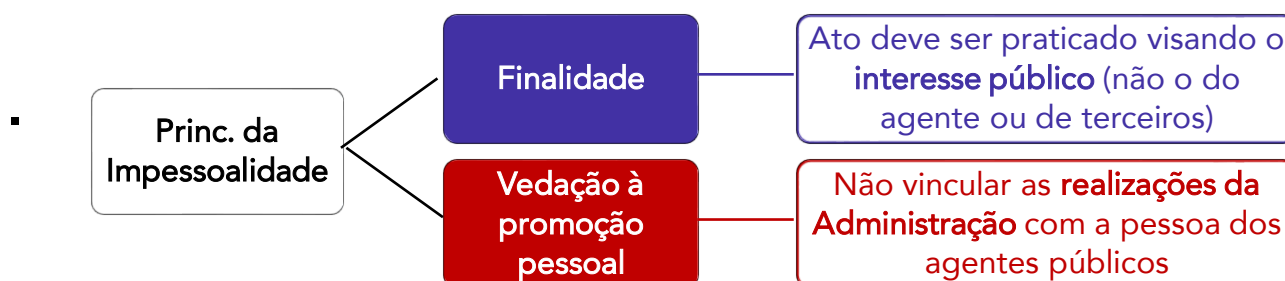 Princ. da
Impessoalidade
Finalidade
Ato deve ser praticado visando o
interesse público (não o do
agente ou de terceiros)
Vedação à
promoção
pessoal
Não vincular as realizações da
Administração com a pessoa dos
agentes públicos